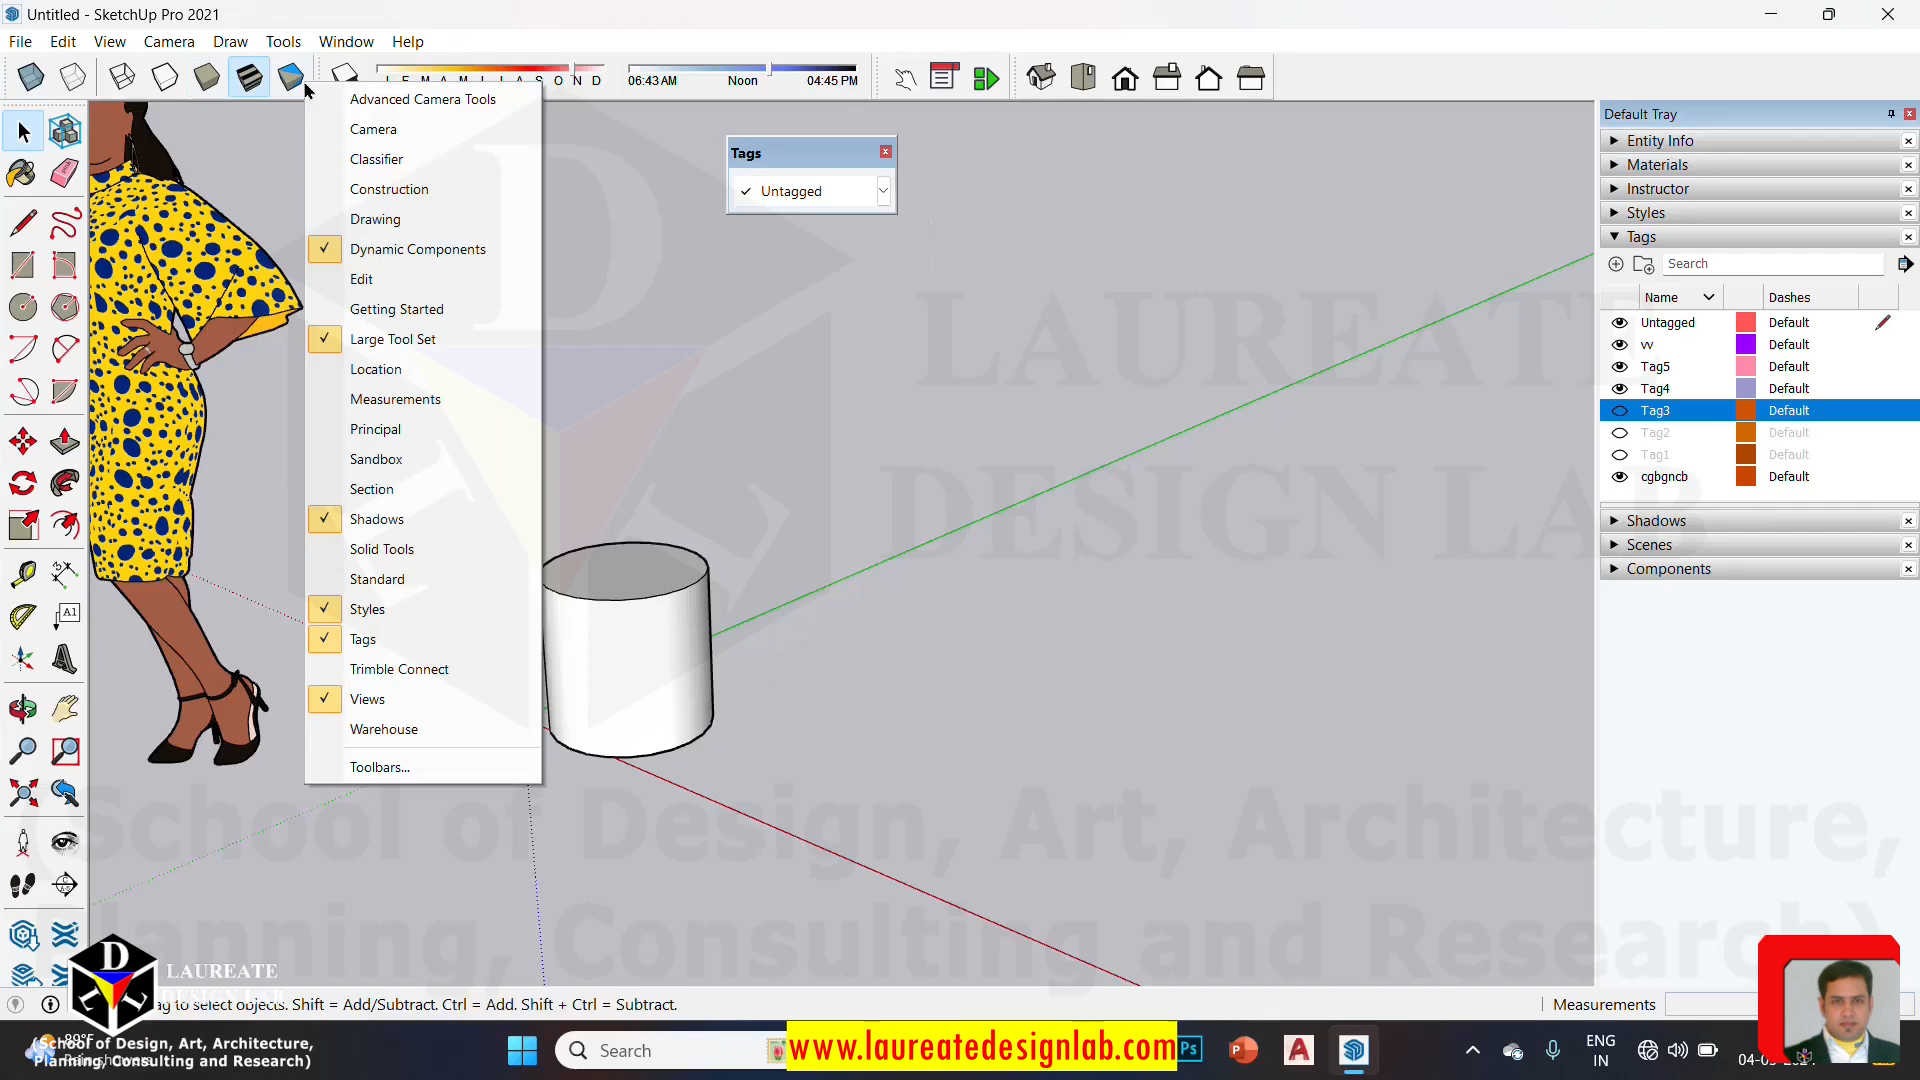 Untitled - SketchUp Pro 2021
File Edit View Camera Draw Tools Window Help
06:43 AM Noon 04:45 PM
Advanced Camera Tools
Camera
Classifier
Construction
Drawing
Dynamic Components
Edit
Getting Started
Large Tool Set
Location
Measurements
Principal
Sandbox
Section
Shadows
Solid Tools
Standard
Styles
Tags
Trimble Connect
Views
Warehouse
Toolbars...
Tags
Untagged
Default Tray
Entity Info
Materials
Instructor
Styles
Tags
Search
Name Dashes
Untagged Default
vv Default
Tag5 Default
Tag4 Default
Tag3 Default
Tag2 Default
Tag1 Default
cgbgncb Default
Shadows
Scenes
Components
LAUREATE
DESIGN LAB
(School of Design, Art, Architecture,
Planning, Consulting and Research)
A1
to select objects. Shift = Add/Subtract. Ctrl = Add. Shift + Ctrl = Subtract.
Measurements
D
LAUREATE
DESIGN LAB
(School of Design, Art, Architecture,
Planning, Consulting and Research)
Search
www.laureatedesignlab.com
Ps
ENG
IN